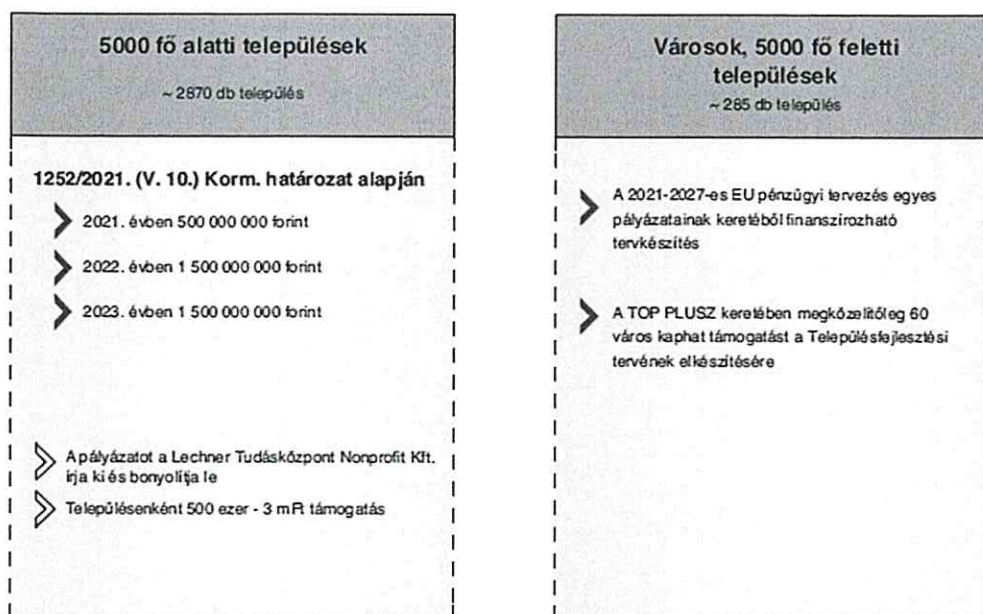 5000 fő alatti települések
~ 2870 db település
1252/2021. (V. 10.) Korm. határozat alapján
2021. évben 500 000 000 forint
2022. évben 1 500 000 000 forint
2023. évben 1 500 000 000 forint
A pályázatot a Lechner Tudásközpont Nonprofit Kft.
írja ki és bonyolítja le
Településenként 500 ezer - 3 mFt támogatás
Városok, 5000 fő feletti
települések
~ 285 db település
A 2021-2027-es EU pénzügyi tervezés egyes
pályázatainak keretéből finanszírozható
tervkészítés
A TOP PLUSZ keretében megközelítőleg 60
város kaphat támogatást a Településfejlesztési
tervének elkészítésére